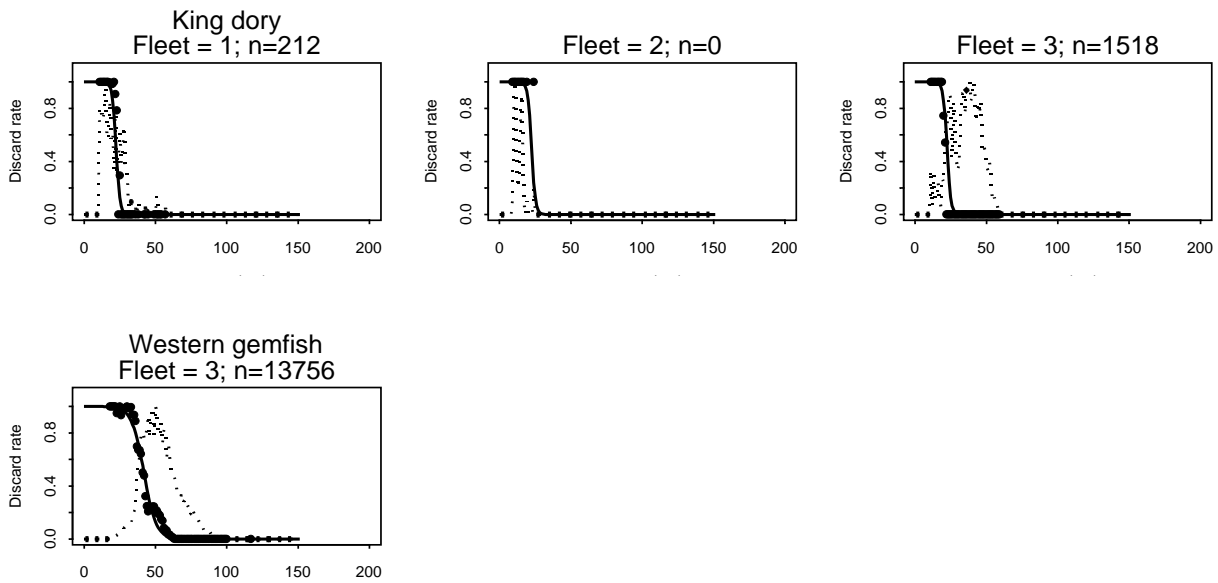 King dory
Fleet = 1; n=212
Fleet = 2; n=0
Fleet = 3; n=1518
Discard rate
0.0 0.4 0.8
0 50 100 150 200
Discard rate
0.0 0.4 0.8
0 50 100 150 200
Discard rate
0.0 0.4 0.8
0 50 100 150 200
Western gemfish
Fleet = 3; n=13756
Discard rate
0.0 0.4 0.8
0 50 100 150 200